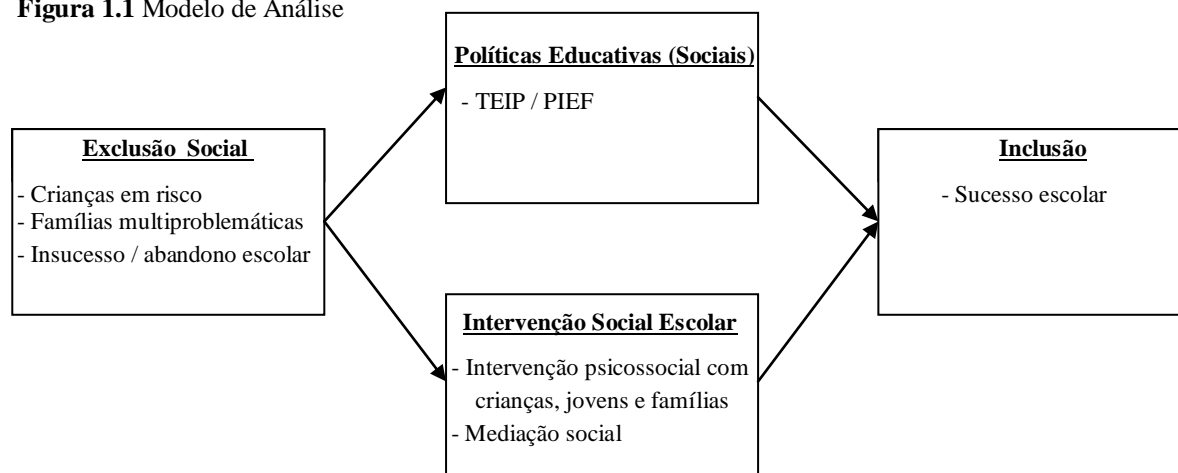 Figura 1.1 Modelo de Análise
Políticas Educativas (Sociais)
- TEIP / PIEF
Exclusão Social
- Crianças em risco
- Famílias multiproblemáticas
- Insucesso / abandono escolar
Inclusão
- Sucesso escolar
Intervenção Social Escolar
- Intervenção psicossocial com
crianças, jovens e famílias
- Mediação social